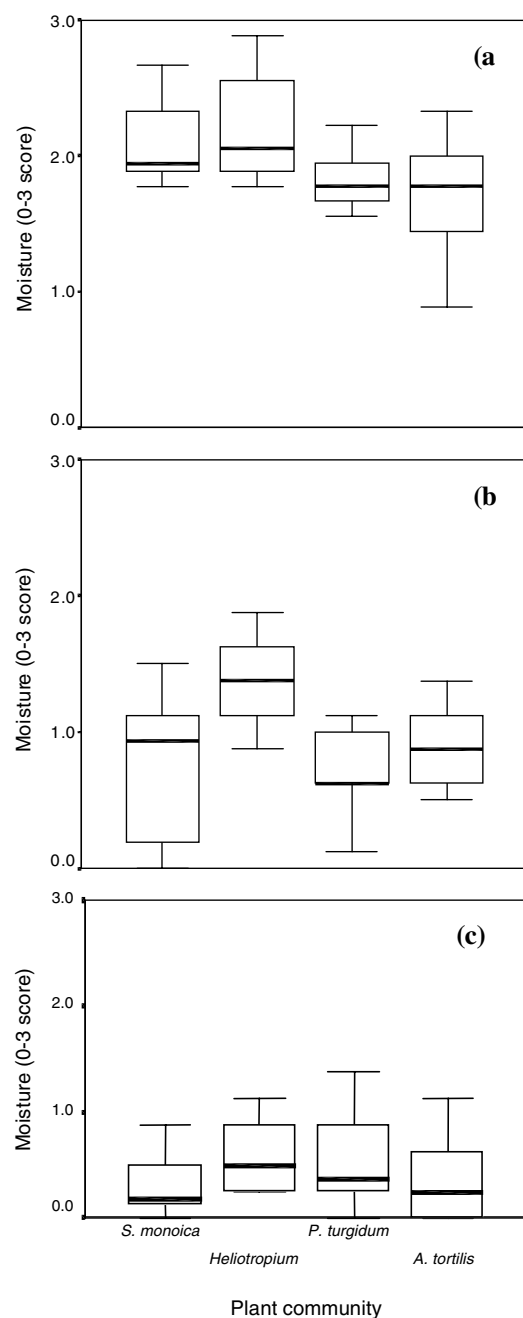 3.0
(a)
2.0
Moisture (0-3 score)
1.0
0.0
3.0
(b)
2.0
Moisture (0-3 score)
1.0
0.0
3.0
(c)
2.0
Moisture (0-3 score)
1.0
0.0
S. monoica P. turgidum
Heliotropium A. tortilis
Plant community